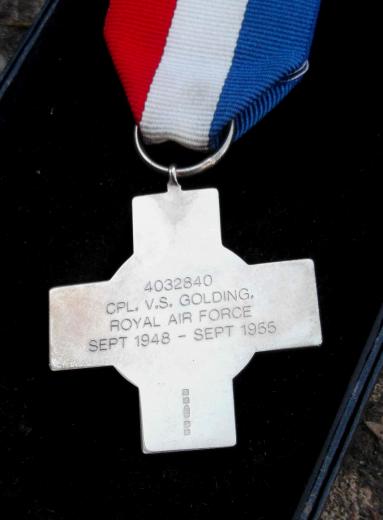 4032840
CPL. V.S. GOLDING.
ROYAL AIR FORCE
SEPT 1948 - SEPT 1955